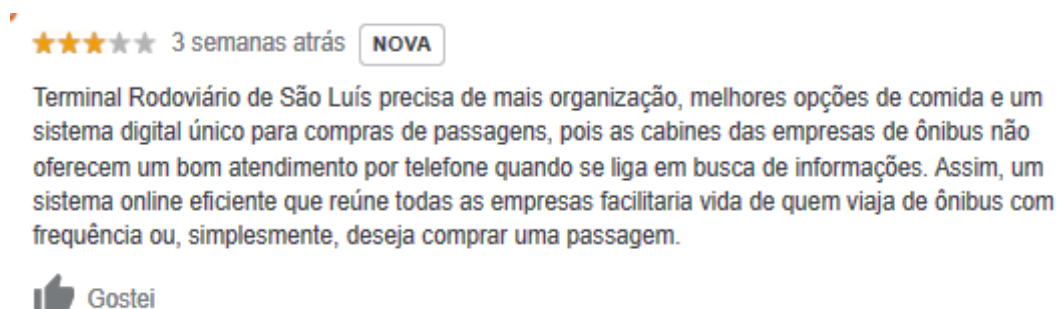 3 semanas atrás NOVA
Terminal Rodoviário de São Luís precisa de mais organização, melhores opções de comida e um
sistema digital único para compras de passagens, pois as cabines das empresas de ônibus não
oferecem um bom atendimento por telefone quando se liga em busca de informações. Assim, um
sistema online eficiente que reúne todas as empresas facilitaria vida de quem viaja de ônibus com
frequência ou, simplesmente, deseja comprar uma passagem.
Gostei